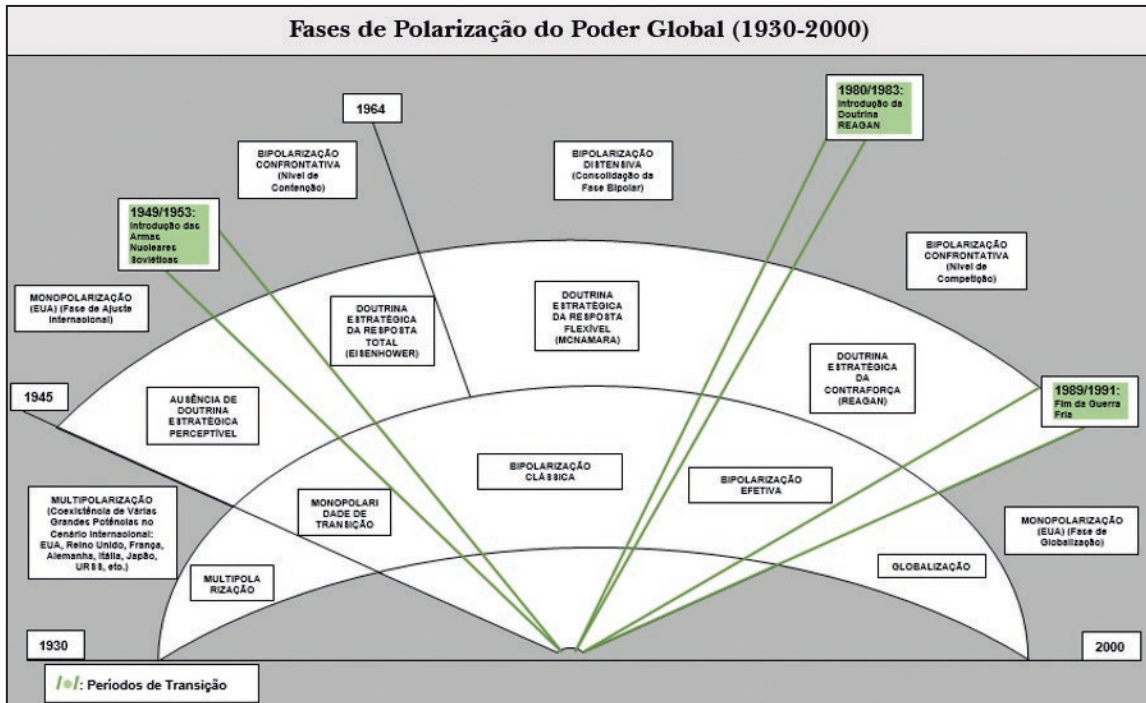 Fases de Polarização do Poder Global (1930-2000)
1964
1980/1983:
Introdução da
Doutrina
REAGAN
BIPOLARIZAÇÃO
CONFRONTATIVA
(Nível de
Contenção)
BIPOLARIZAÇÃO
DISTENSIVA
(Consolidação da
Fase Bipolar)
1949/1953:
Introdução das
Armas
Nucleares
Soviéticas
BIPOLARIZAÇÃO
CONFRONTATIVA
(Nível de
Competição)
MONOPOLARIZAÇÃO
(EUA) (Fase de Ajuste
Internacional)
DOUTRINA
ESTRATÉGICA
DA RESPOSTA
TOTAL
(EISENHOWER)
DOUTRINA
ESTRATÉGICA
DA RESPOSTA
FLEXÍVEL
(MCNAMARA)
DOUTRINA
ESTRATÉGICA
DA
CONTRAFORÇA
(REAGAN)
1945
AUSÊNCIA DE
DOUTRINA
ESTRATÉGICA
PERCEPTÍVEL
1989/1991:
Fim da Guerra
Fria
BIPOLARIZAÇÃO
CLÁSSICA
BIPOLARIZAÇÃO
EFETIVA
MULTIPOLARIZAÇÃO
(Coexistência de Várias
Grandes Potências no
Cenário Internacional:
EUA, Reino Unido, França,
Alemanha, Itália, Japão,
URSS, etc.)
MONOPOLARI
DADE DE
TRANSIÇÃO
MONOPOLARIZAÇÃO
(EUA) (Fase de
Globalização)
MULTIPOLA
RIZAÇÃO
GLOBALIZAÇÃO
1930
2000
/●/: Períodos de Transição